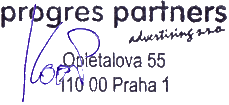 progres partners
advertising s.r.o.
Opletalova 55
110 00 Praha 1